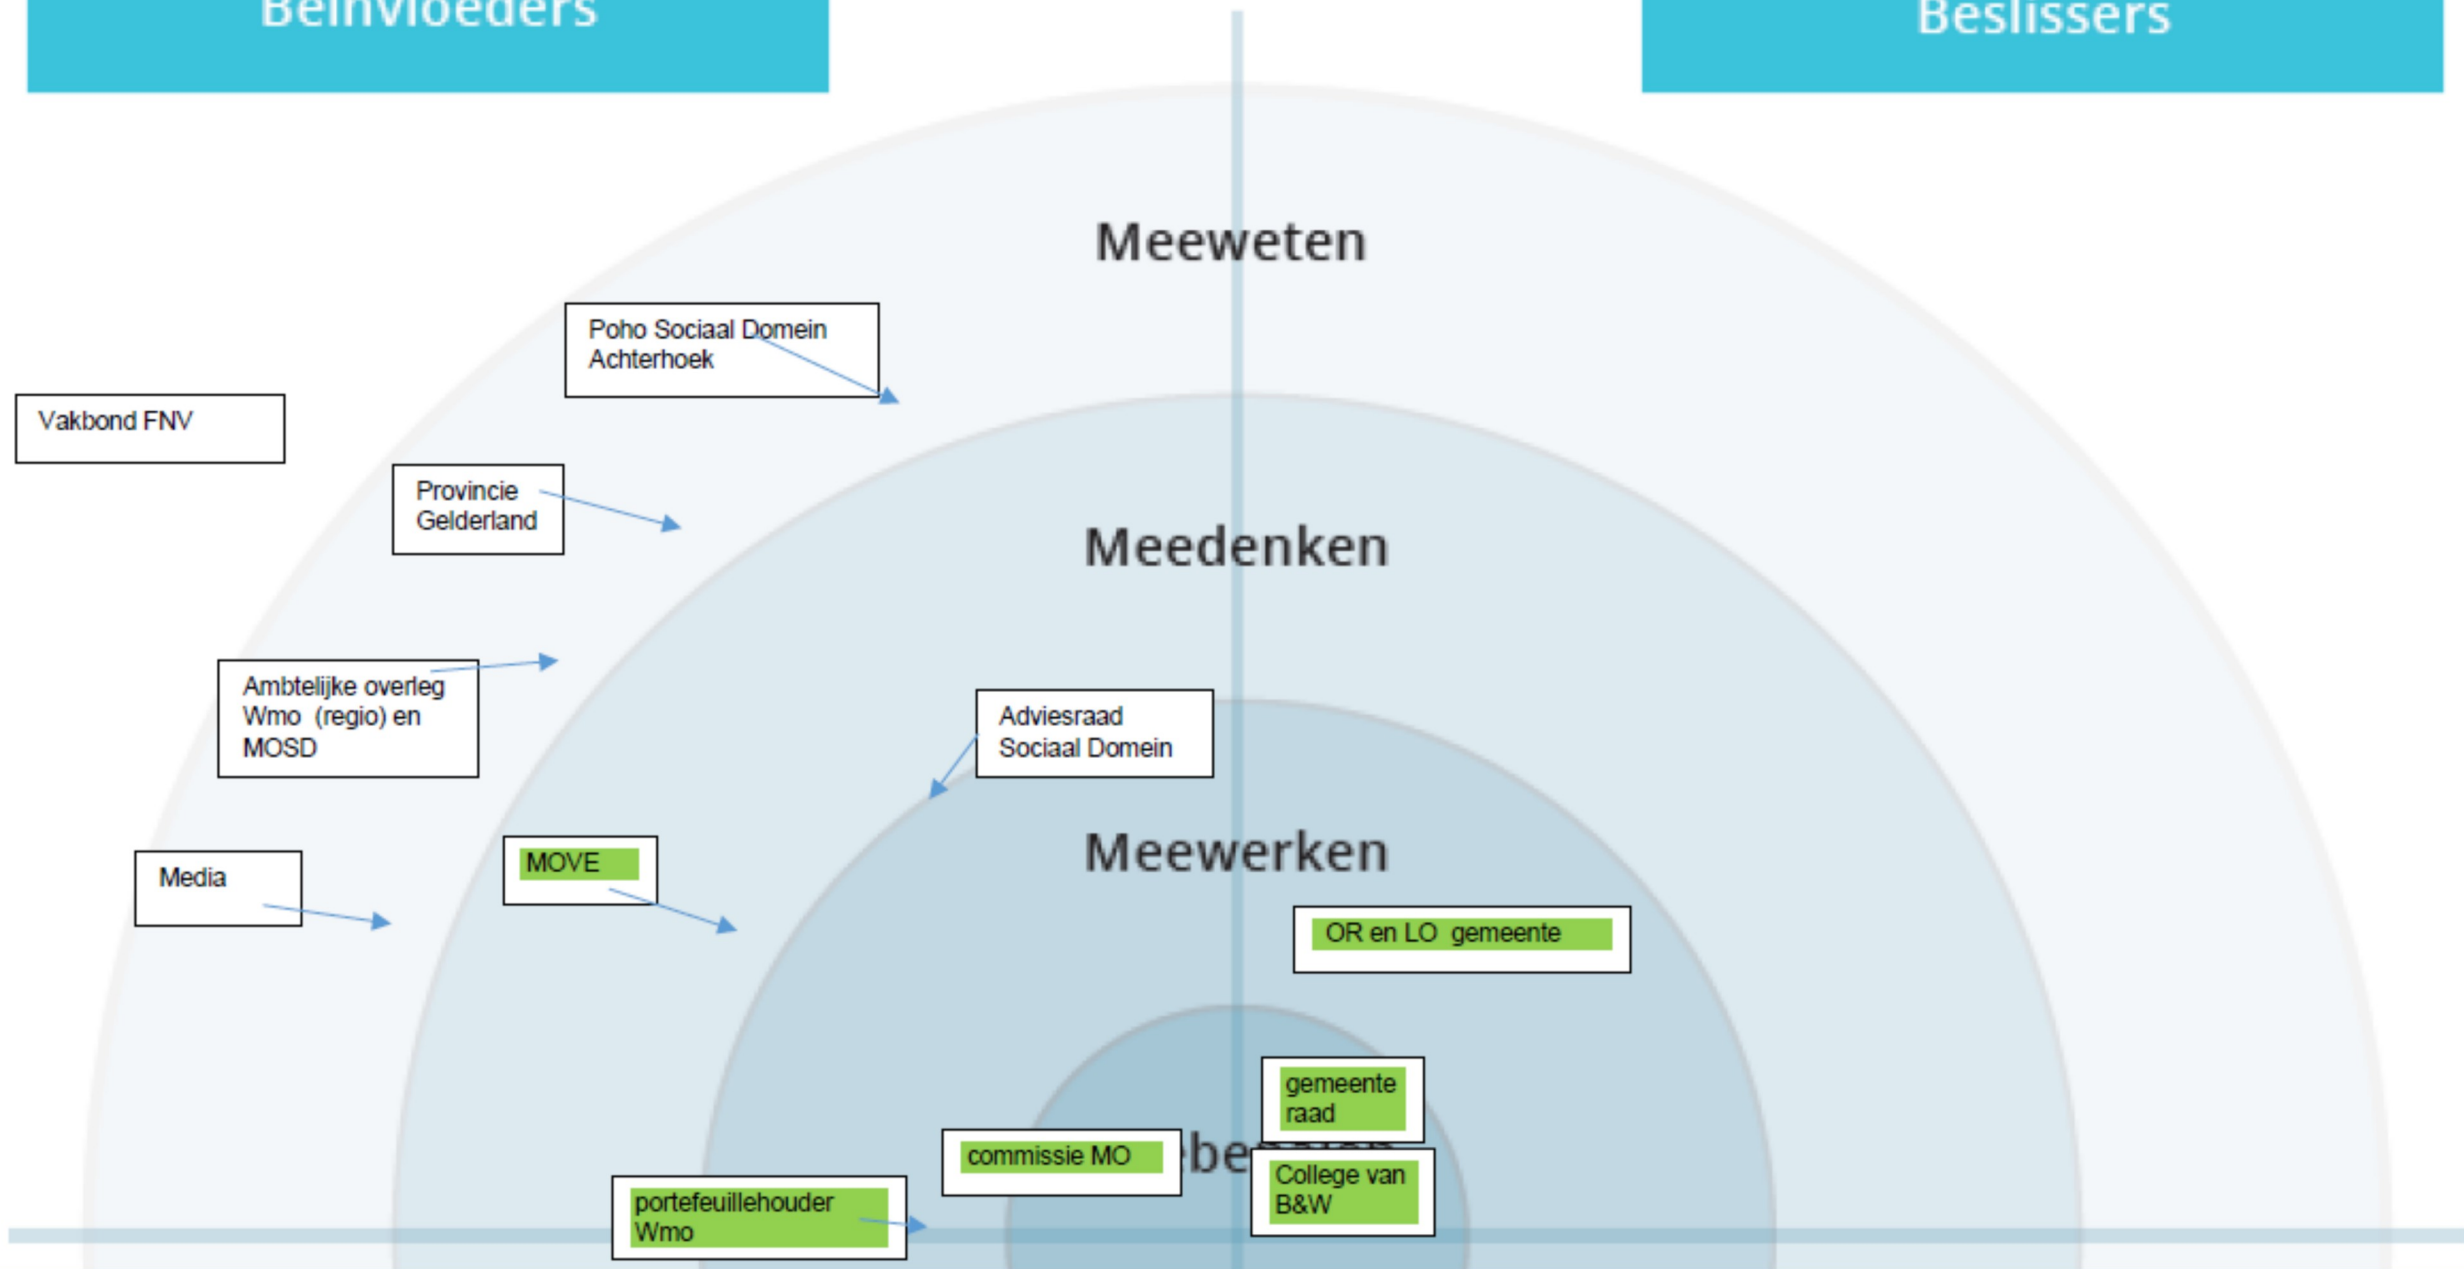 Beïnvloeders
Beslissers
Meeweten
Poho Sociaal Domein
Achterhoek
Vakbond FNV
Provincie
Gelderland
Meedenken
Ambtelijke overleg
Wmo (regio) en
MOSD
Adviesraad
Sociaal Domein
Meewerken
Media
MOVE
OR en LO gemeente
gemeente
raad
commissie MO
College van
B&W
portefeuillehouder
Wmo